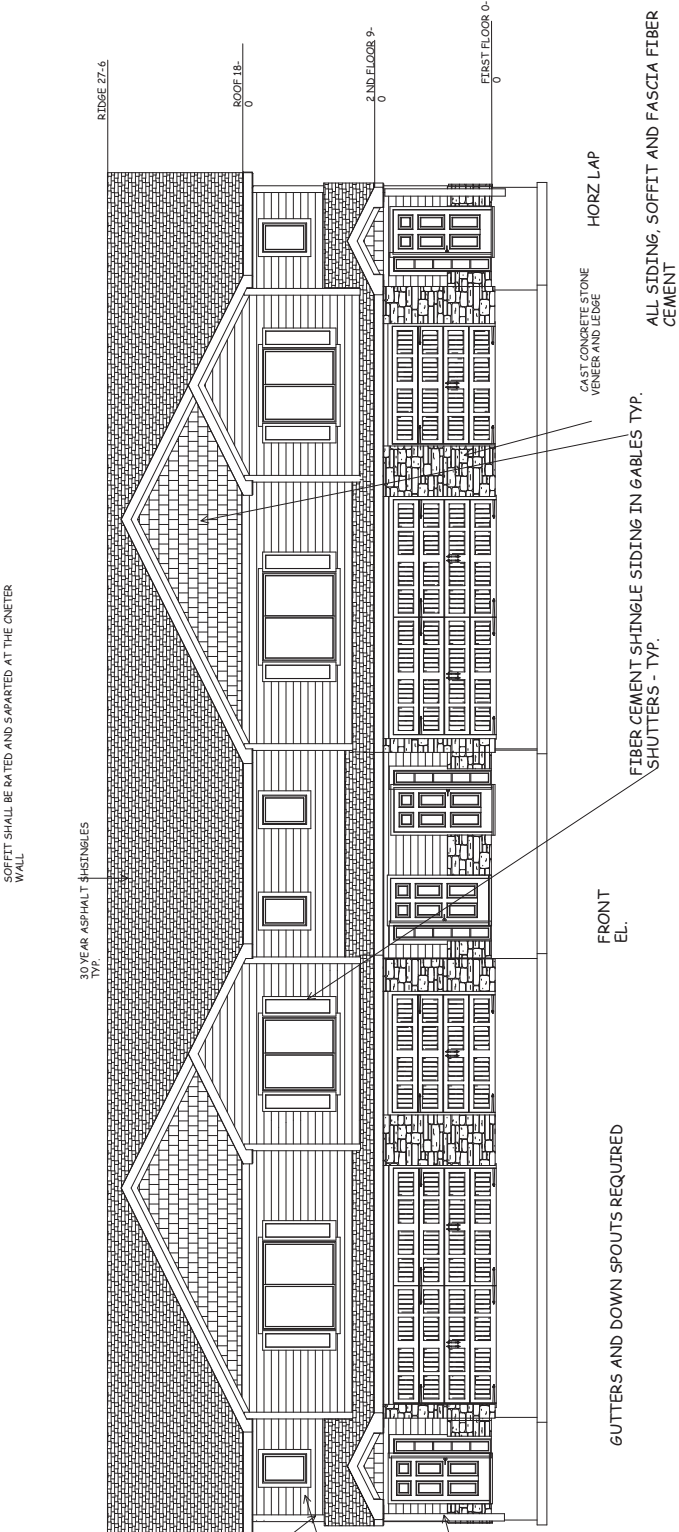 SOFFIT SHALL BE RATED AND SAPARTED AT THE CNETER
WALL
30 YEAR ASPHALT SHSINGLES
TYP.
RIDGE 27-6
ROOF 18-
0
2 ND FLOOR 9-
0
FIRST FLOOR 0-
0
CAST CONCRETE STONE
VENEER AND LEDGE
HORZ LAP
GUTTERS AND DOWN SPOUTS REQUIRED
FRONT
EL.
FIBER CEMENT SHINGLE SIDING IN GABLES TYP.
SHUTTERS - TYP.
ALL SIDING, SOFFIT AND FASCIA FIBER
CEMENT